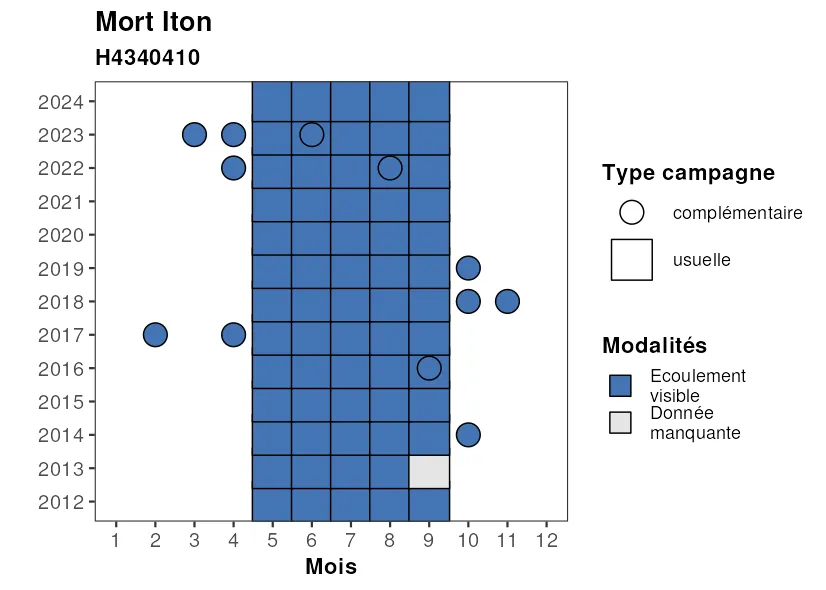 Mort Iton
H4340410
2024
2023
2022
2021
2020
2019
2018
2017
2016
2015
2014
2013
2012
1 2 3 4 5 6 7 8 9 10 11 12
Mois
Type campagne
complémentaire
usuelle
Modalités
Ecoulement
visible
Donnée
manquante